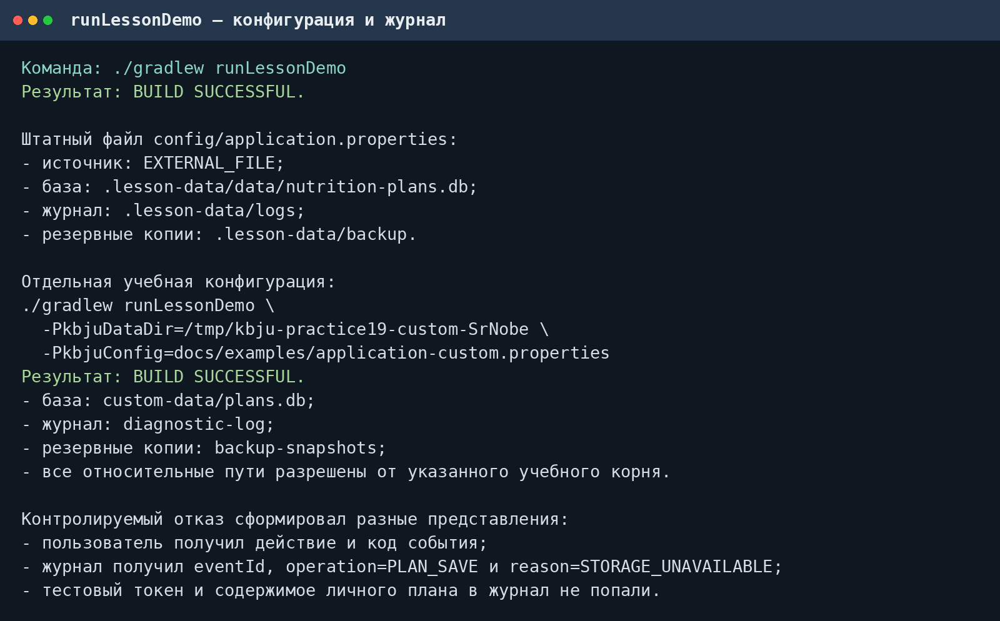 runLessonDemo — конфигурация и журнал
Команда: ./gradlew runLessonDemo
Результат: BUILD SUCCESSFUL.
Штатный файл config/application.properties:
- источник: EXTERNAL_FILE;
- база: .lesson-data/data/nutrition-plans.db;
- журнал: .lesson-data/logs;
- резервные копии: .lesson-data/backup.
Отдельная учебная конфигурация:
./gradlew runLessonDemo \
  -PkbjuDataDir=/tmp/kbju-practice19-custom-SrNobe \
  -PkbjuConfig=docs/examples/application-custom.properties
Результат: BUILD SUCCESSFUL.
- база: custom-data/plans.db;
- журнал: diagnostic-log;
- резервные копии: backup-snapshots;
- все относительные пути разрешены от указанного учебного корня.
Контролируемый отказ сформировал разные представления:
- пользователь получил действие и код события;
- журнал получил eventId, operation=PLAN_SAVE и reason=STORAGE_UNAVAILABLE;
- тестовый токен и содержимое личного плана в журнал не попали.